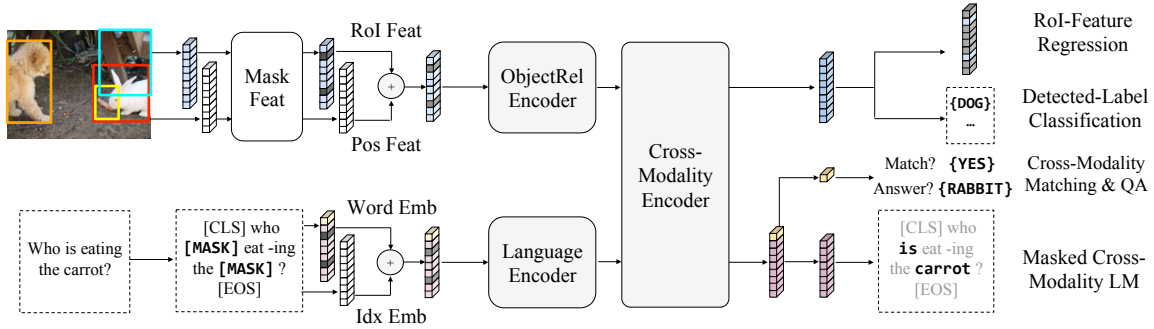 RoI Feat
Mask
Feat
+
Pos Feat
ObjectRel
Encoder
Cross-
Modality
Encoder
RoI-Feature
Regression
{DOG}
…
Detected-Label
Classification
Match? {YES}
Answer? {RABBIT}
Cross-Modality
Matching & QA
Who is eating
the carrot?
[CLS] who
[MASK] eat -ing
the [MASK] ?
[EOS]
Word Emb
+
Idx Emb
Language
Encoder
[CLS] who
is eat -ing
the carrot ?
[EOS]
Masked Cross-
Modality LM